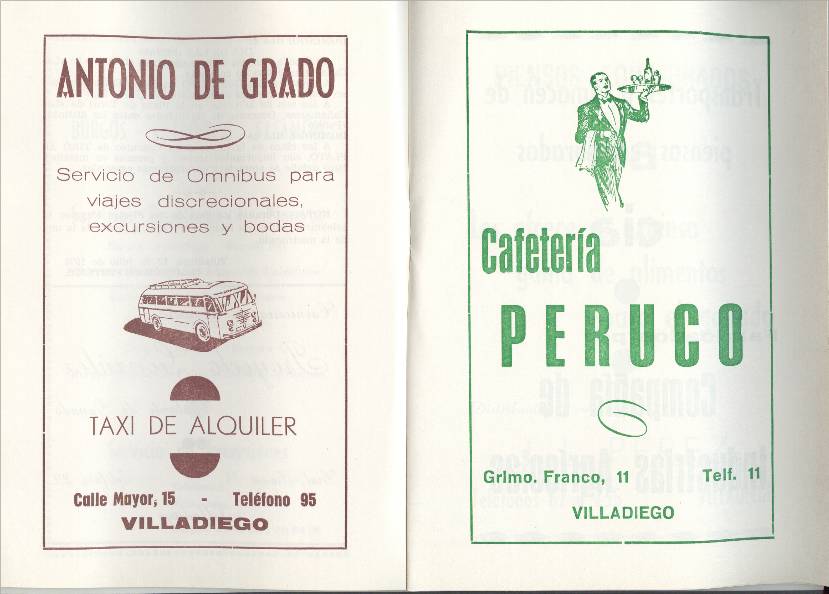 ANTONIO DE GRADO
Servicio de Omnibus para
viajes discrecionales,
excursiones y bodas
TAXI DE ALQUILER
Calle Mayor, 15 - Teléfono 95
VILLADIEGO
Cafetería
PERUCO
Grlmo. Franco, 11 Telf. 11
VILLADIEGO